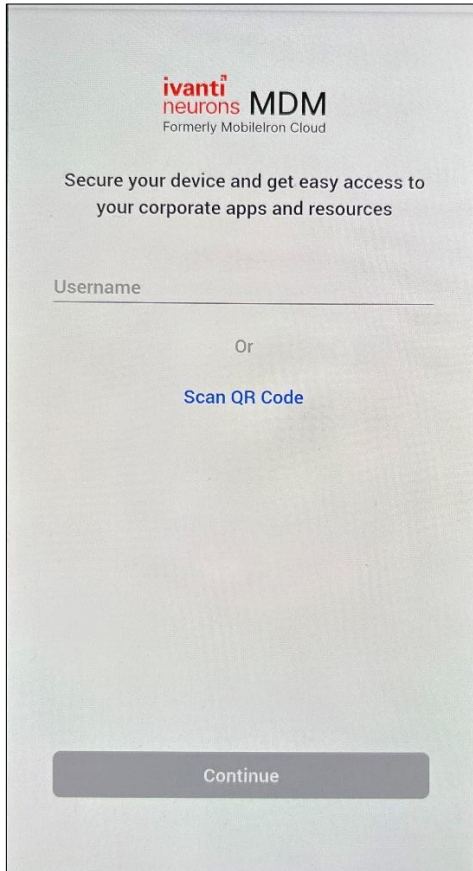 ivanti
neurons MDM
Formerly MobileIron Cloud
Secure your device and get easy access to
your corporate apps and resources
Username
Or
Scan QR Code
Continue